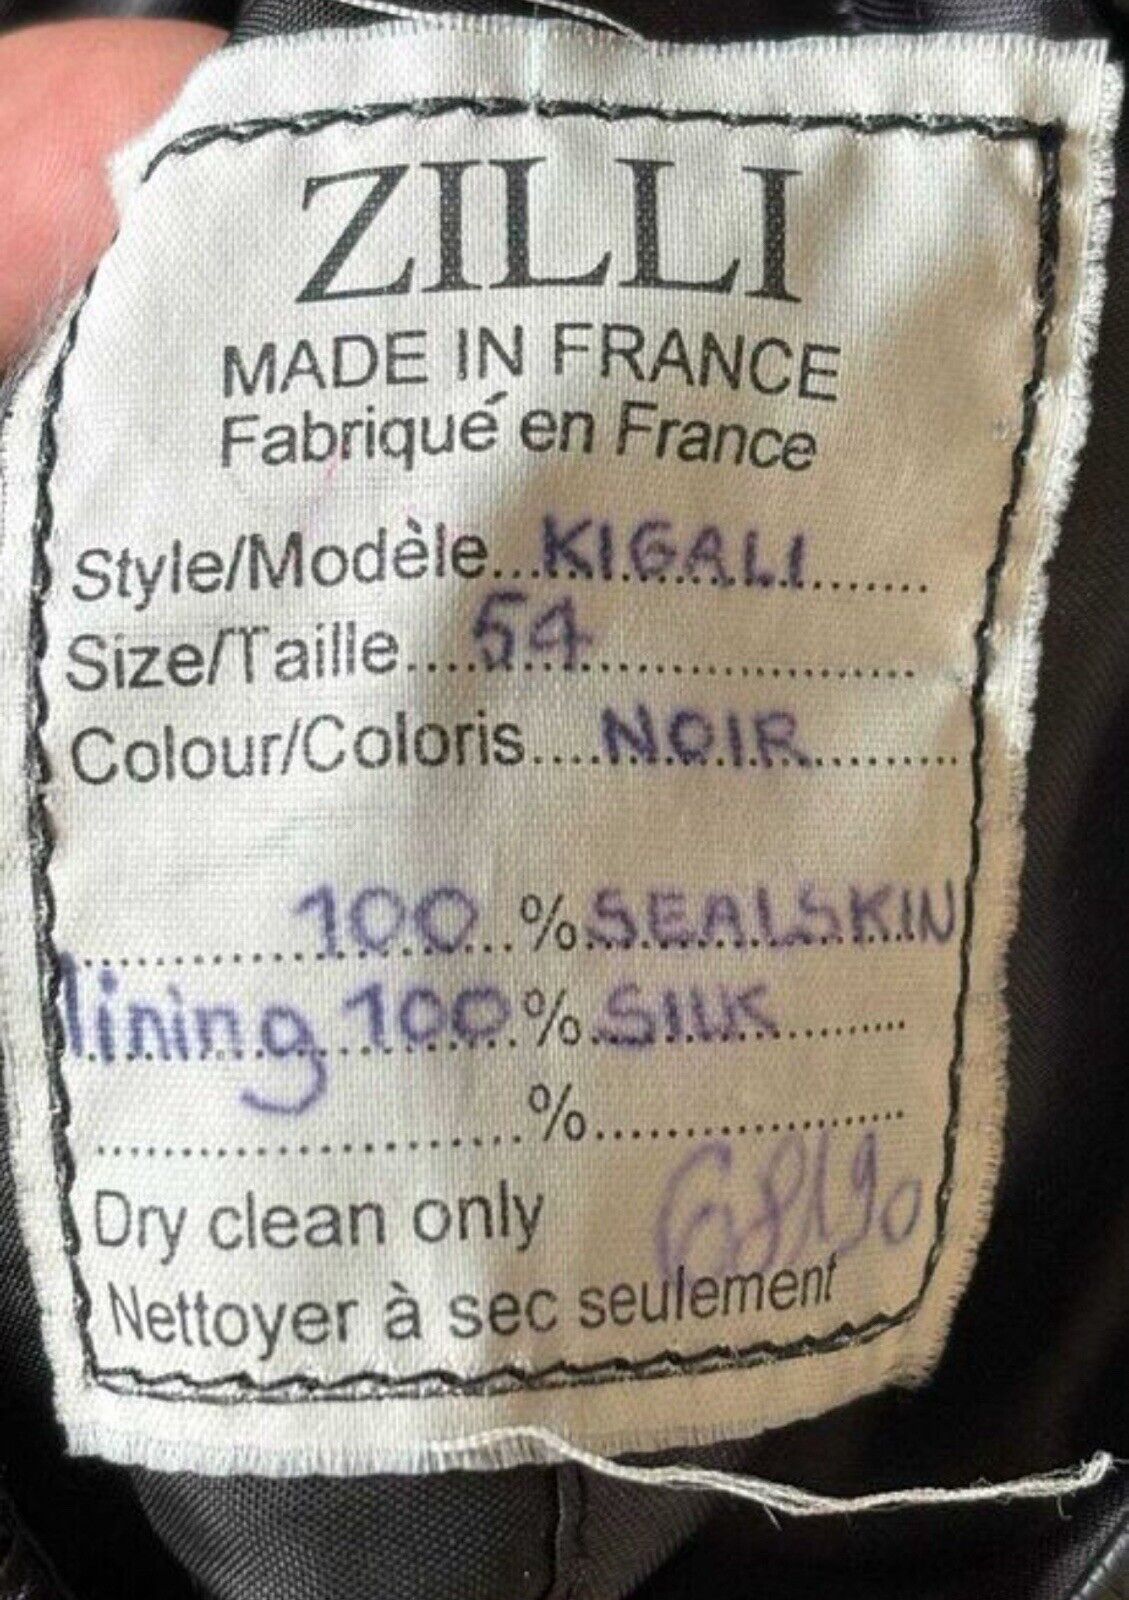 ZILLI
MADE IN FRANCE
Fabriqué en France
Style/Modèle...KIGALI.......
Size/Taille....54....................
Colour/Coloris....NOIR.........
..................100...%.SEALSKIN
lining 100 % SILK..........
..............................%......................
68190
Dry clean only
Nettoyer à sec seulement